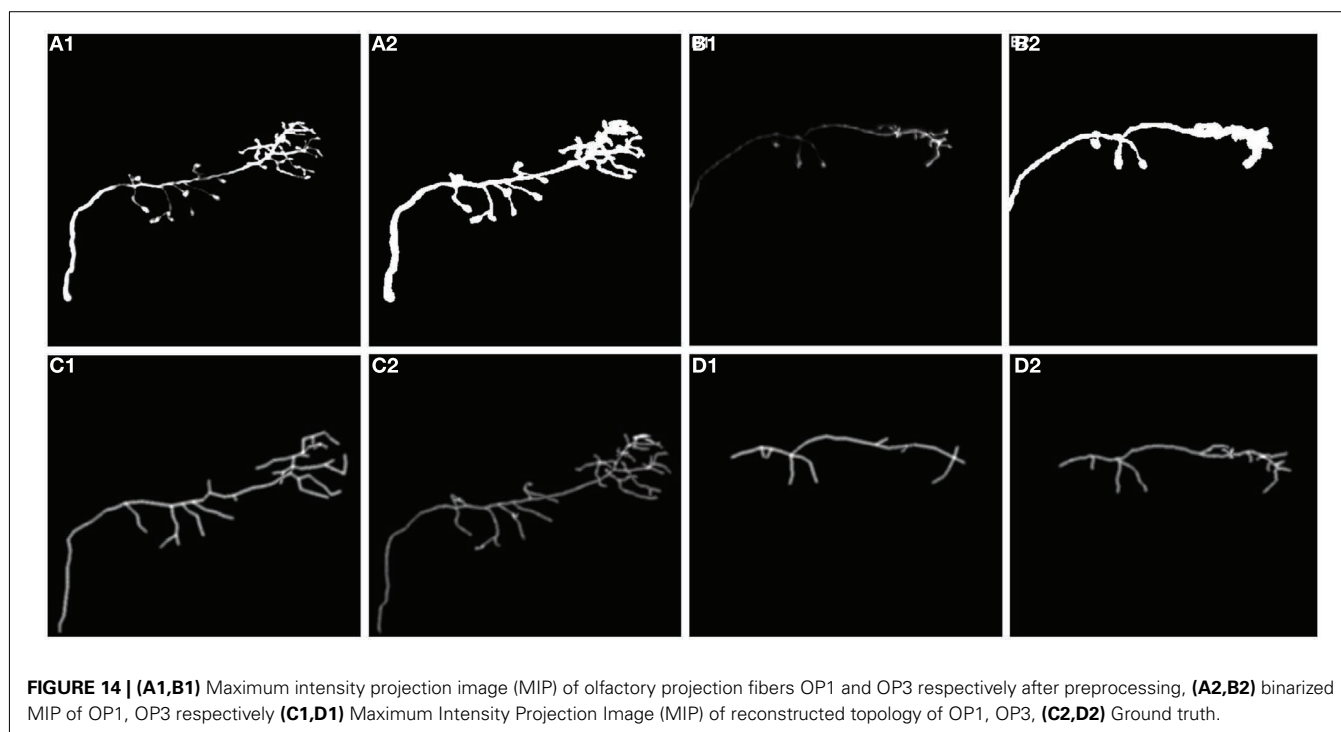 A1
A2
B1
B2
C1
C2
D1
D2
FIGURE 14 | (A1,B1) Maximum intensity projection image (MIP) of olfactory projection fibers OP1 and OP3 respectively after preprocessing, (A2,B2) binarized
MIP of OP1, OP3 respectively (C1,D1) Maximum Intensity Projection Image (MIP) of reconstructed topology of OP1, OP3, (C2,D2) Ground truth.